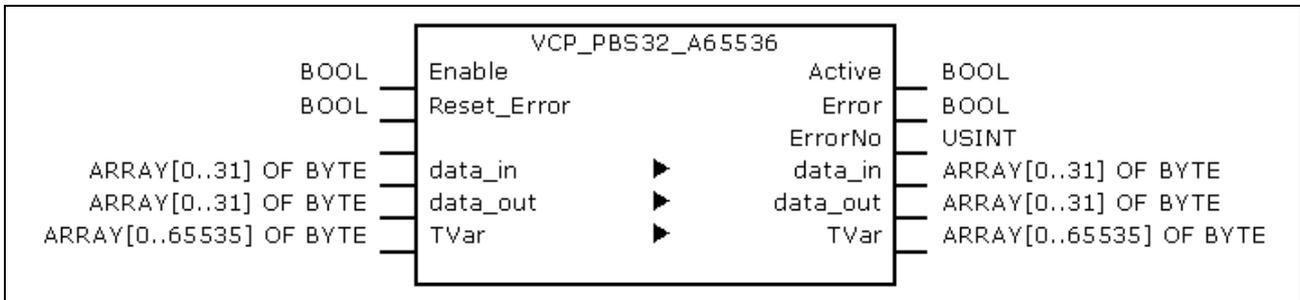 VCP_PBS32_A65536
BOOL Enable Active BOOL
BOOL Reset_Error Error BOOL
ErrorNo USINT
ARRAY[0..31] OF BYTE data_in data_in ARRAY[0..31] OF BYTE
ARRAY[0..31] OF BYTE data_out data_out ARRAY[0..31] OF BYTE
ARRAY[0..65535] OF BYTE TVar TVar ARRAY[0..65535] OF BYTE